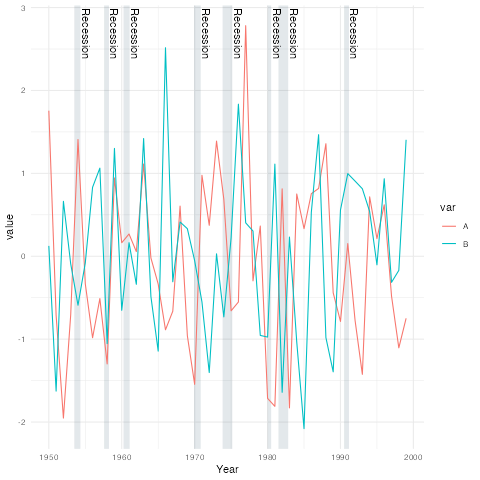 Recession
Recession
Recession
Recession
Recession
Recession
Recession
Recession
3
2
1
0
-1
-2
value
1950
1960
1970
1980
1990
2000
Year
var
A
B